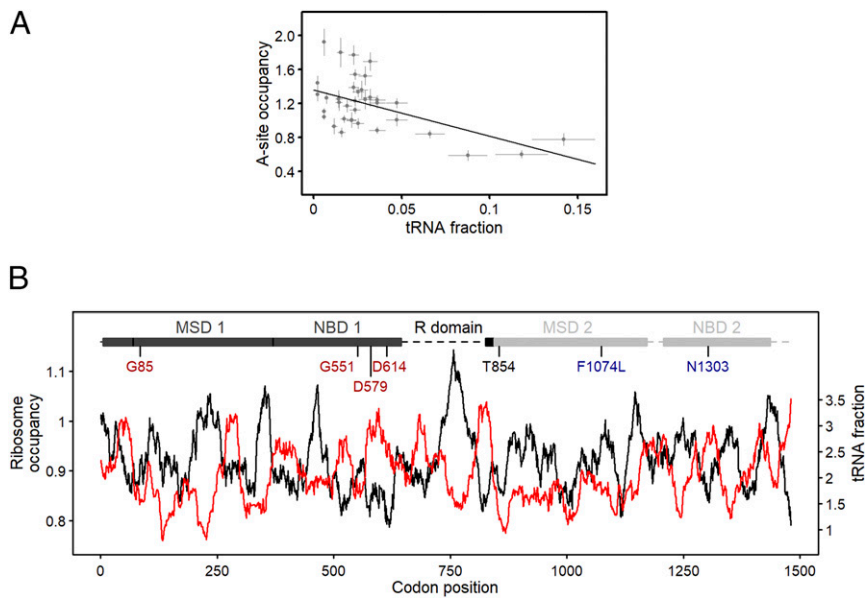 A
2.0
1.6
1.2
0.8
0.4
A-site occupancy
0
0.05
0.1
0.15
tRNA fraction
B
MSD 1
NBD 1
R domain
MSD 2
NBD 2
G85
G551
D614
T854
F1074L
N1303
D579
1.1
1
0.9
0.8
Ribosome
occupancy
3.5
3
2.5
2
1.5
1
tRNA fraction
0
250
500
750
1000
1250
1500
Codon position